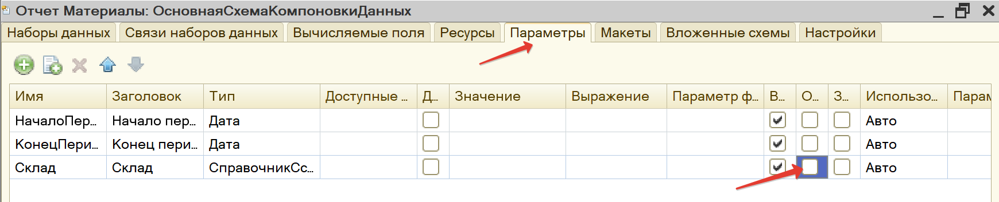 Отчет Материалы: ОсновнаяСхемаКомпоновкиДанных
Наборы данных Связи наборов данных Вычисляемые поля Ресурсы Параметры Макеты Вложенные схемы Настройки
Имя Заголовок Тип Доступные ... Д... Значение Выражение Параметр ф... В... О... З... Использо... Парам
НачалоПер... Начало пер... Дата Авто
КонецПери... Конец пери... Дата Авто
Склад Склад СправочникСс... Авто